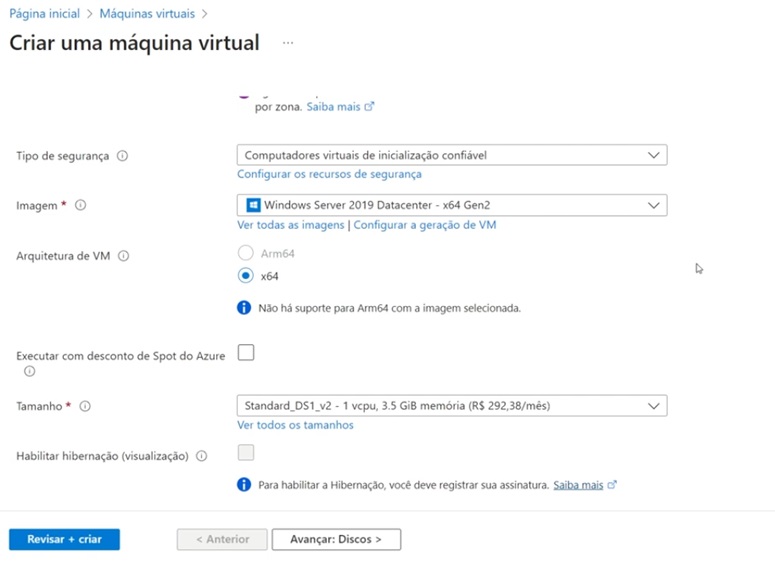 Página inicial > Máquinas virtuais >
Criar uma máquina virtual ...
por zona. Saiba mais
Tipo de segurança
Computadores virtuais de inicialização confiável
Configurar os recursos de segurança
Imagem *
Windows Server 2019 Datacenter - x64 Gen2
Ver todas as imagens | Configurar a geração de VM
Arquitetura de VM
Arm64
x64
Não há suporte para Arm64 com a imagem selecionada.
Executar com desconto de Spot do Azure
Tamanho *
Standard_DS1_v2 - 1 vcpu, 3.5 GiB memória (R$ 292,38/mês)
Ver todos os tamanhos
Habilitar hibernação (visualização)
Para habilitar a Hibernação, você deve registrar sua assinatura. Saiba mais
Revisar + criar
< Anterior
Avançar: Discos >